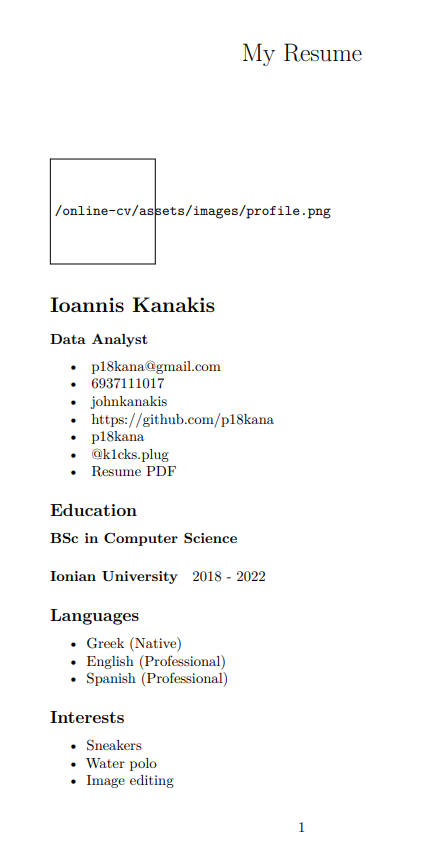 My Resume
/online-cv/assets/images/profile.png
Ioannis Kanakis
Data Analyst
• p18kana@gmail.com
• 6937111017
• johnkanakis
• https://github.com/p18kana
• p18kana
• @k1cks.plug
• Resume PDF
Education
BSc in Computer Science
Ionian University 2018 - 2022
Languages
• Greek (Native)
• English (Professional)
• Spanish (Professional)
Interests
• Sneakers
• Water polo
• Image editing
1